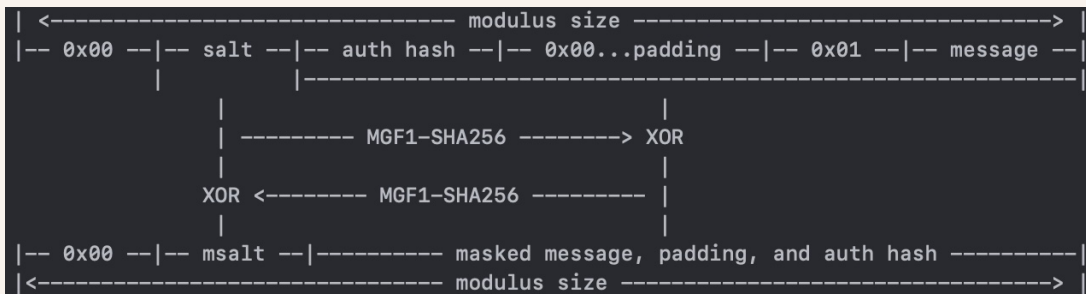 | <-------------------------------- modulus size --------------------------------> |
|-- 0x00 --|-- salt --|-- auth hash --|-- 0x00...padding --|-- 0x01 --|-- message --|
| |-----------------------------------------------------------|
| |
| --------- MGF1-SHA256 --------> XOR
| |
XOR <-------- MGF1-SHA256 --------- |
| |
|-- 0x00 --|-- msalt --|---------- masked message, padding, and auth hash ----------|
|<-------------------------------- modulus size ---------------------------------> |